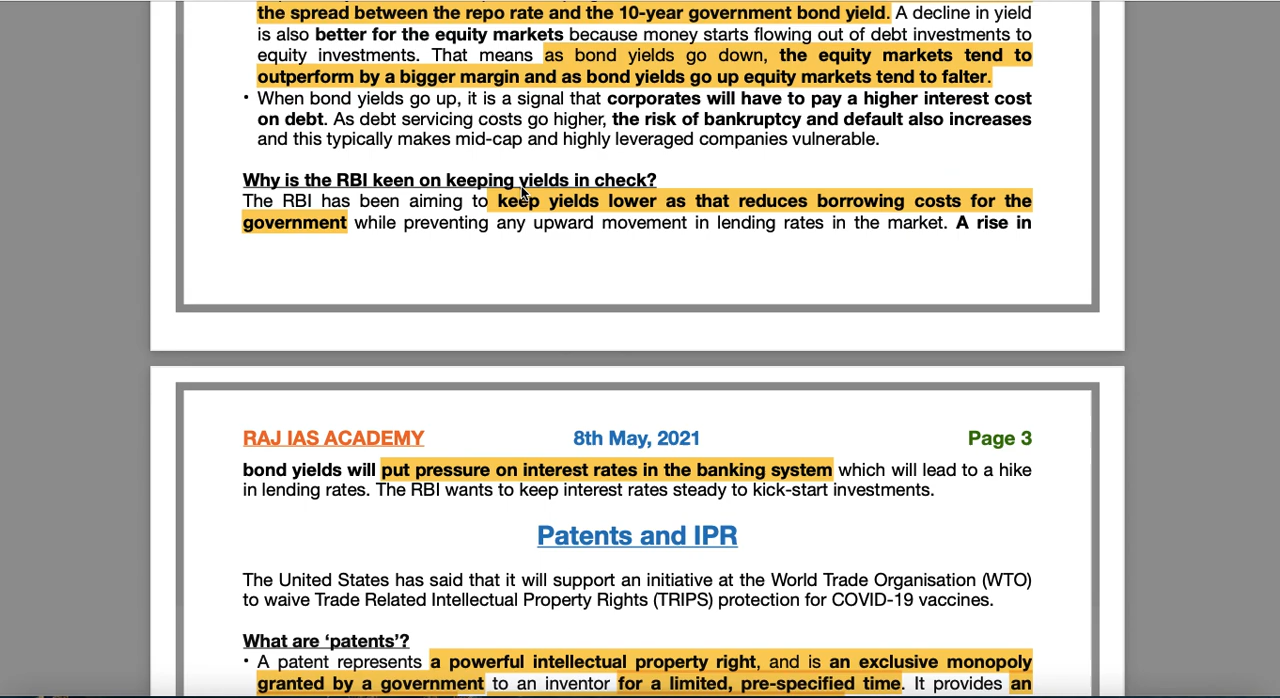 the spread between the repo rate and the 10-year government bond yield. A decline in yield
is also better for the equity markets because money starts flowing out of debt investments to
equity investments. That means as bond yields go down, the equity markets tend to
outperform by a bigger margin and as bond yields go up equity markets tend to falter.
• When bond yields go up, it is a signal that corporates will have to pay a higher interest cost
on debt. As debt servicing costs go higher, the risk of bankruptcy and default also increases
and this typically makes mid-cap and highly leveraged companies vulnerable.
Why is the RBI keen on keeping yields in check?
The RBI has been aiming to keep yields lower as that reduces borrowing costs for the
government while preventing any upward movement in lending rates in the market. A rise in
RAJ IAS ACADEMY 8th May, 2021 Page 3
bond yields will put pressure on interest rates in the banking system which will lead to a hike
in lending rates. The RBI wants to keep interest rates steady to kick-start investments.
Patents and IPR
The United States has said that it will support an initiative at the World Trade Organisation (WTO)
to waive Trade Related Intellectual Property Rights (TRIPS) protection for COVID-19 vaccines.
What are ‘patents’?
• A patent represents a powerful intellectual property right, and is an exclusive monopoly
granted by a government to an inventor for a limited, pre-specified time. It provides an